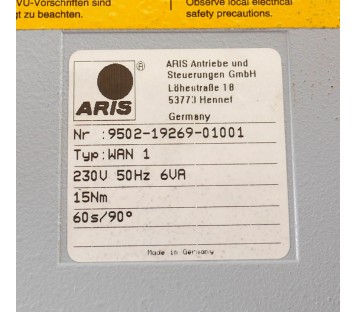 VU-Vorschriften sind
gt zu beachten.
Observe local electrical
safety precautions.
ARIS
®
ARIS Antriebe und
Steuerungen GmbH
Löhestraße 18
53773 Hennef
Germany
Nr :9502-19269-01001
Typ:WAN 1
230V 50Hz 6VA
15Nm
60s/90°
Made in Germany